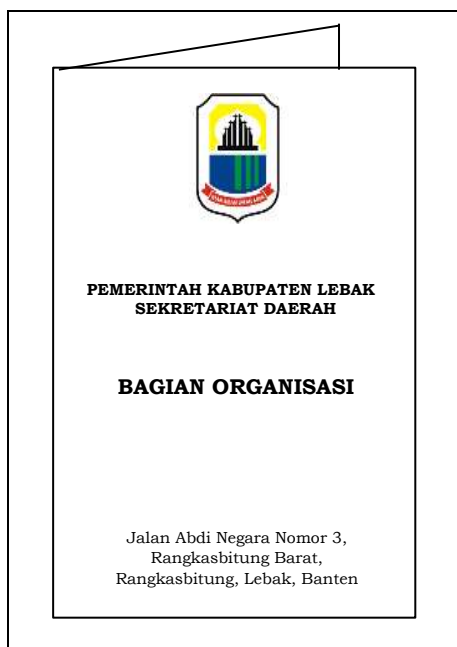 PEMERINTAH KABUPATEN LEBAK
SEKRETARIAT DAERAH
BAGIAN ORGANISASI
Jalan Abdi Negara Nomor 3,
Rangkasbitung Barat,
Rangkasbitung, Lebak, Banten